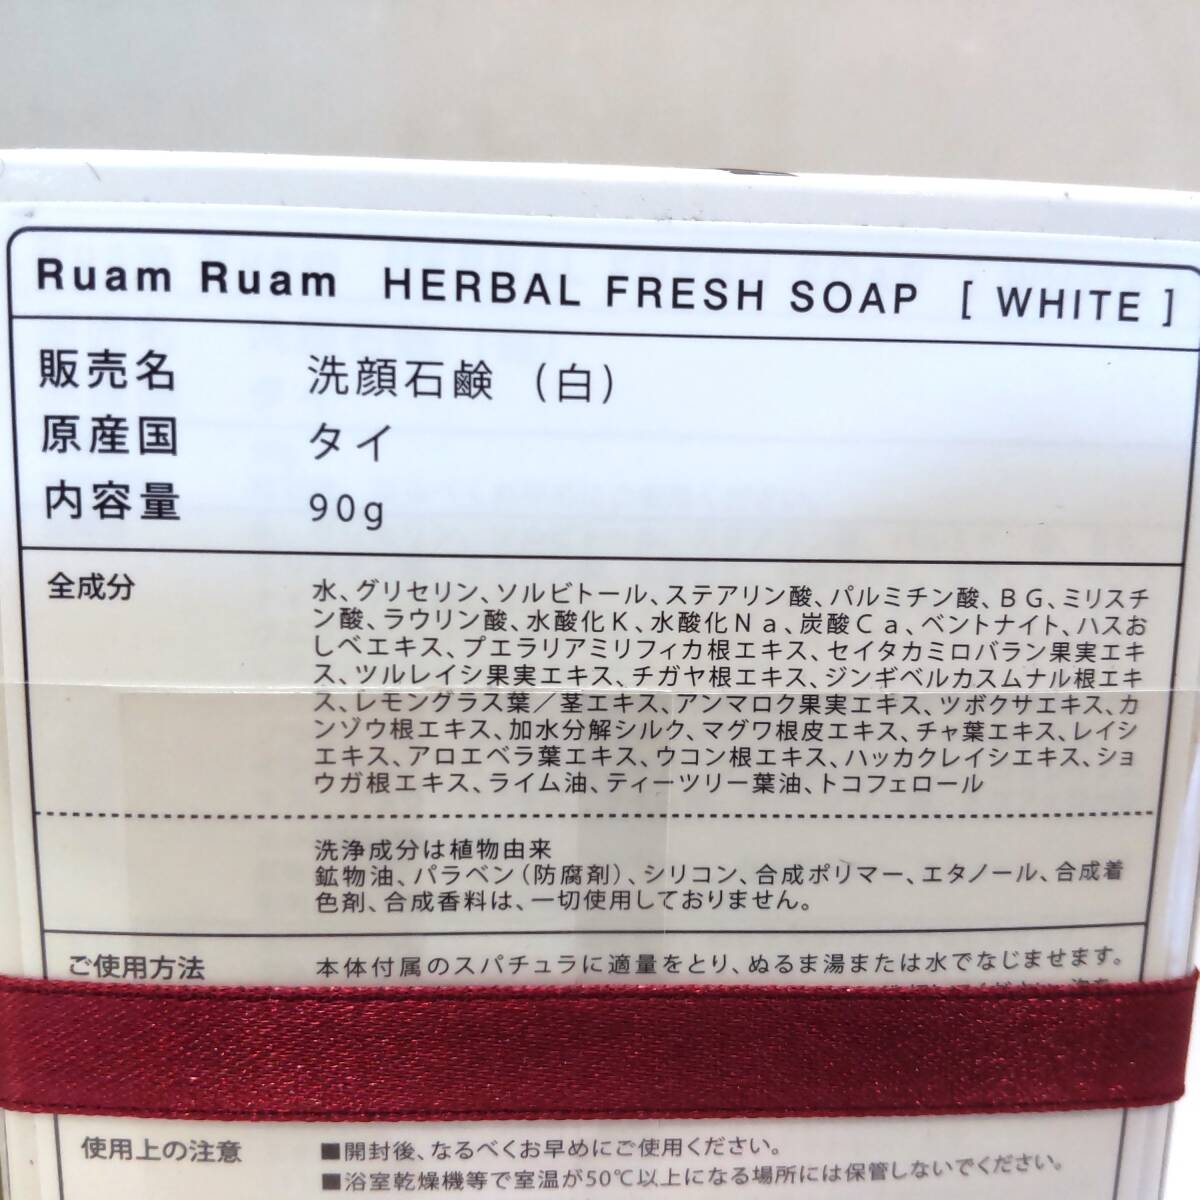 Ruam Ruam HERBAL FRESH SOAP [ WHITE ]
販売名 洗顔石鹸 (白)
原産国 タイ
内容量 90g
全成分 水、グリセリン、ソルビトール、ステアリン酸、パルミチン酸、BG、ミリスチ
ン酸、ラウリン酸、水酸化K、水酸化Na、炭酸Ca、ベントナイト、ハスお
しべエキス、プエラリアミリフィカ根エキス、セイタカミロバラン果実エキ
ス、ツルレイシ果実エキス、チガヤ根エキス、ジンギベルカスムナル根エキ
ス、レモングラス葉/茎エキス、アンマロク果実エキス、ツボクサエキス、カ
ンゾウ根エキス、加水分解シルク、マグワ根皮エキス、チャ葉エキス、レイシ
エキス、アロエベラ葉エキス、ウコン根エキス、ハッカクレイシエキス、ショ
ウガ根エキス、ライム油、ティーツリー葉油、トコフェロール
洗浄成分は植物由来
鉱物油、パラベン(防腐剤)、シリコン、合成ポリマー、エタノール、合成着
色剤、合成香料は、一切使用しておりません。
ご使用方法 本体付属のスパチュラに適量をとり、ぬるま湯または水でなじませます。
使用上の注意 ■開封後、なるべくお早めにご使用ください。
■浴室乾燥機等で室温が50℃以上になる場所には保管しないでください。